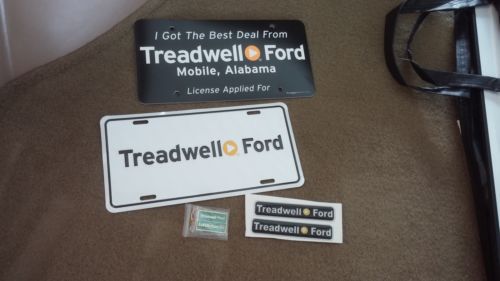 I Got The Best Deal From
Treadwell Ford
Mobile, Alabama
License Applied For
Treadwell Ford
Treadwell Ford
Treadwell Ford